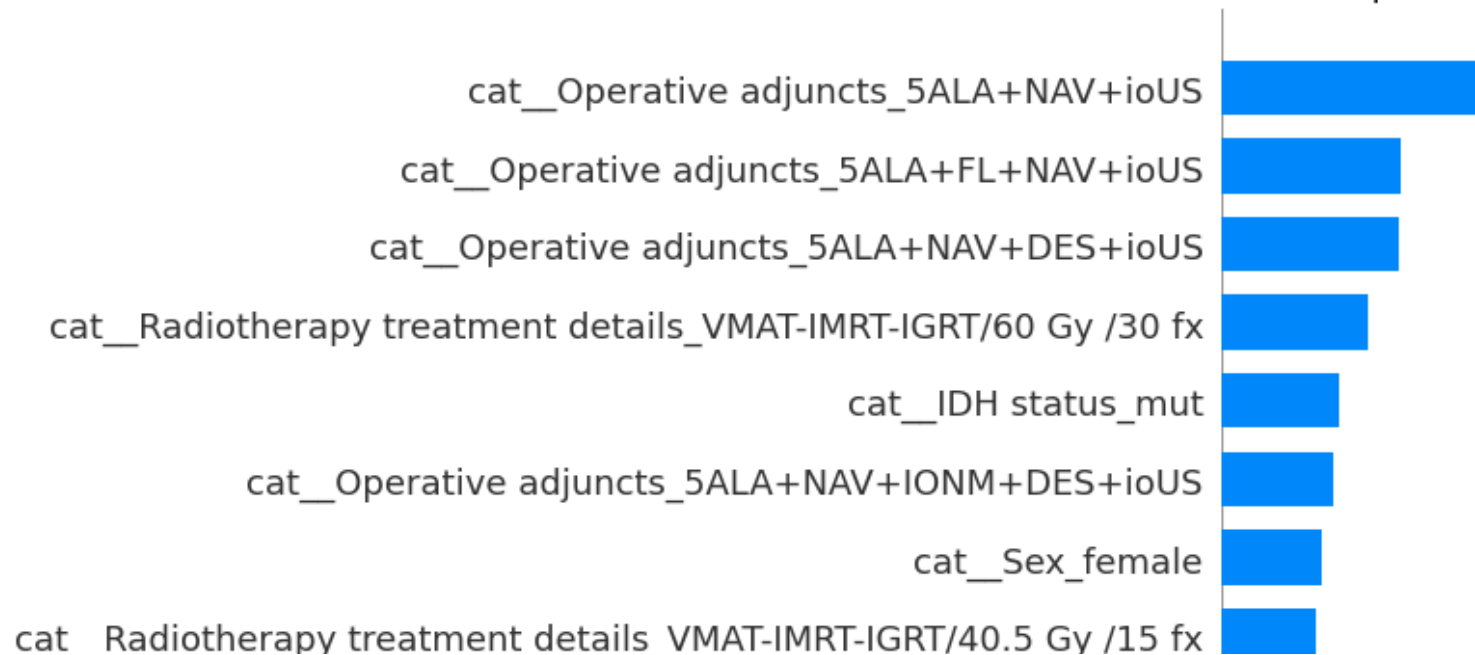 cat__Operative adjuncts_5ALA+NAV+ioUS
cat__Operative adjuncts_5ALA+FL+NAV+ioUS
cat__Operative adjuncts_5ALA+NAV+DES+ioUS
cat__Radiotherapy treatment details_VMAT-IMRT-IGRT/60 Gy /30 fx
cat__IDH status_mut
cat__Operative adjuncts_5ALA+NAV+IONM+DES+ioUS
cat__Sex_female
cat__Radiotherapy treatment details_VMAT-IMRT-IGRT/40.5 Gy /15 fx